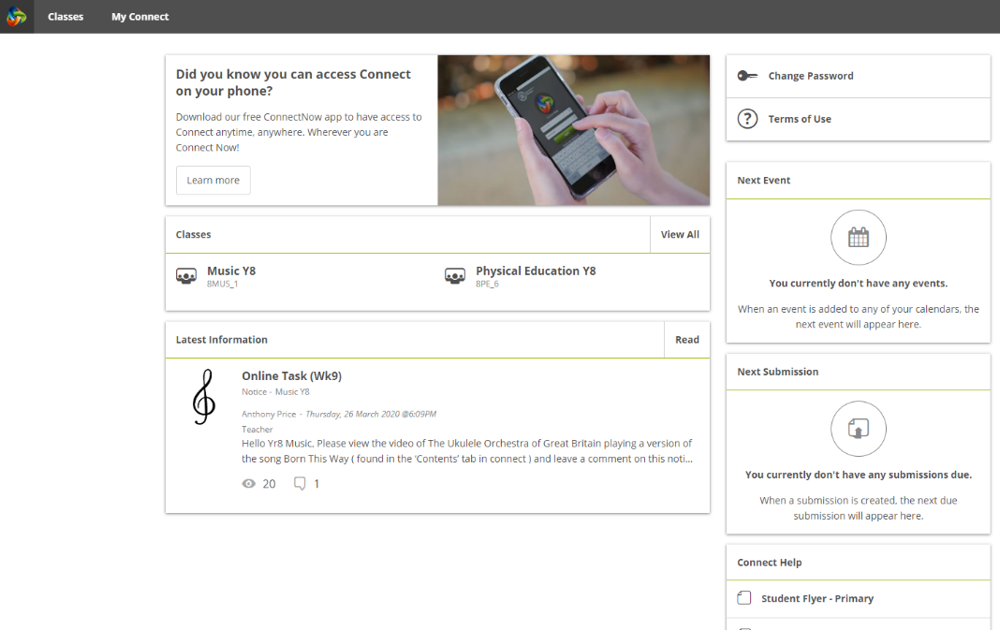 Classes
My Connect
Did you know you can access Connect
on your phone?
Download our free ConnectNow app to have access to
Connect anytime, anywhere. Wherever you are
Connect Now!
Learn more
Classes
View All
Music Y8
8MUS_1
Physical Education Y8
8PE_6
Latest Information
Read
Online Task (Wk9)
Notice - Music Y8
Anthony Price - Thursday, 26 March 2020 @6:09PM
Teacher
Hello Yr8 Music, Please view the video of The Ukulele Orchestra of Great Britain playing a version of
the song Born This Way ( found in the 'Contents' tab in connect ) and leave a comment on this noti...
20
1
Change Password
Terms of Use
Next Event
You currently don't have any events.
When an event is added to any of your calendars, the
next event will appear here.
Next Submission
You currently don't have any submissions due.
When a submission is created, the next due
submission will appear here.
Connect Help
Student Flyer - Primary